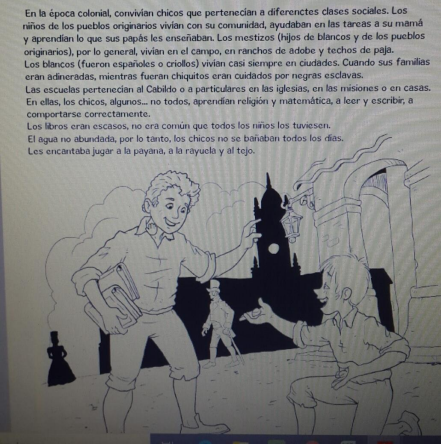 En la época colonial, convivían chicos que pertenecían a diferenctes clases sociales. Los
niños de los pueblos originarios vivían con su comunidad, ayudaban en las tareas a su mamá
y aprendían lo que sus papás les enseñaban. Los mestizos (hijos de blancos y de los pueblos
originarios), por lo general, vivían en el campo, en ranchos de adobe y techos de paja.
Los blancos (fueron españoles o criollos) vivían casi siempre en ciudades. Cuando sus familias
eran adineradas, mientras fueran chiquitos eran cuidados por negras esclavas.
Las escuelas pertenecían al Cabildo o a particulares en las iglesias, en las misiones o en casas.
En ellas, los chicos, algunos... no todos, aprendían religión y matemática, a leer y escribir, a
comportarse correctamente.
Los libros eran escasos, no era común que todos los niños los tuviesen.
El agua no abundada, por lo tanto, los chicos no se bañaban todos los días.
Les encantaba jugar a la payana, a la rayuela y al tejo.